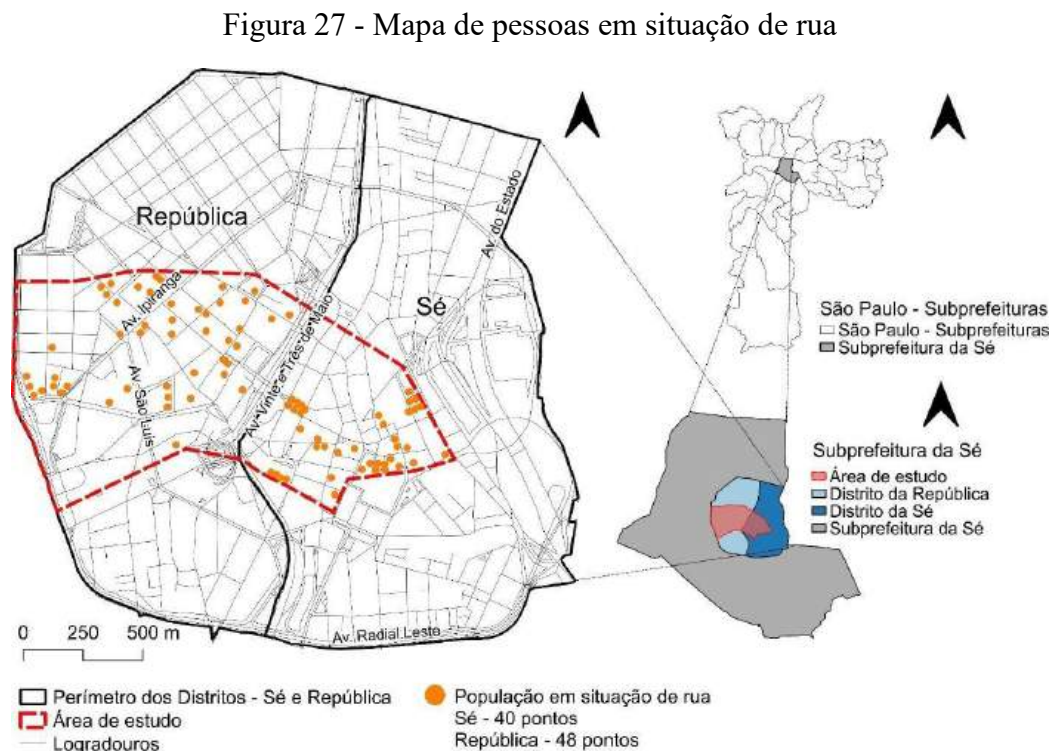 Figura 27 - Mapa de pessoas em situação de rua
República
Av. Ipiranga
Av. São Luis
Av. Vinte e Três de Maio
Sé
Av. do Estado
Av. Radial Leste
0 250 500 m
São Paulo - Subprefeituras
São Paulo - Subprefeituras
Subprefeitura da Sé
Subprefeitura da Sé
Área de estudo
Distrito da República
Distrito da Sé
Subprefeitura da Sé
Perímetro dos Distritos - Sé e República
Área de estudo
Logradouros
População em situação de rua
Sé - 40 pontos
República - 48 pontos